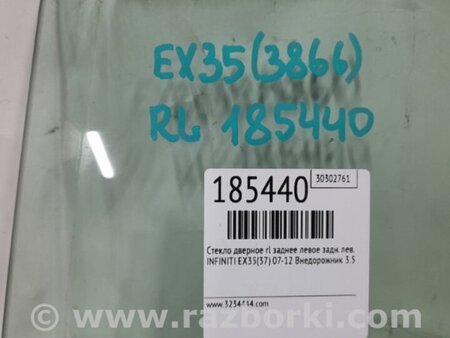 EX35(3866)
RL 185440
185440
30302761
Стекло дверное rl заднее левое задн. лев.
INFINITI EX35(37) 07-12 Внедорожник 3.5
www.3234444.com
www.razborki.com